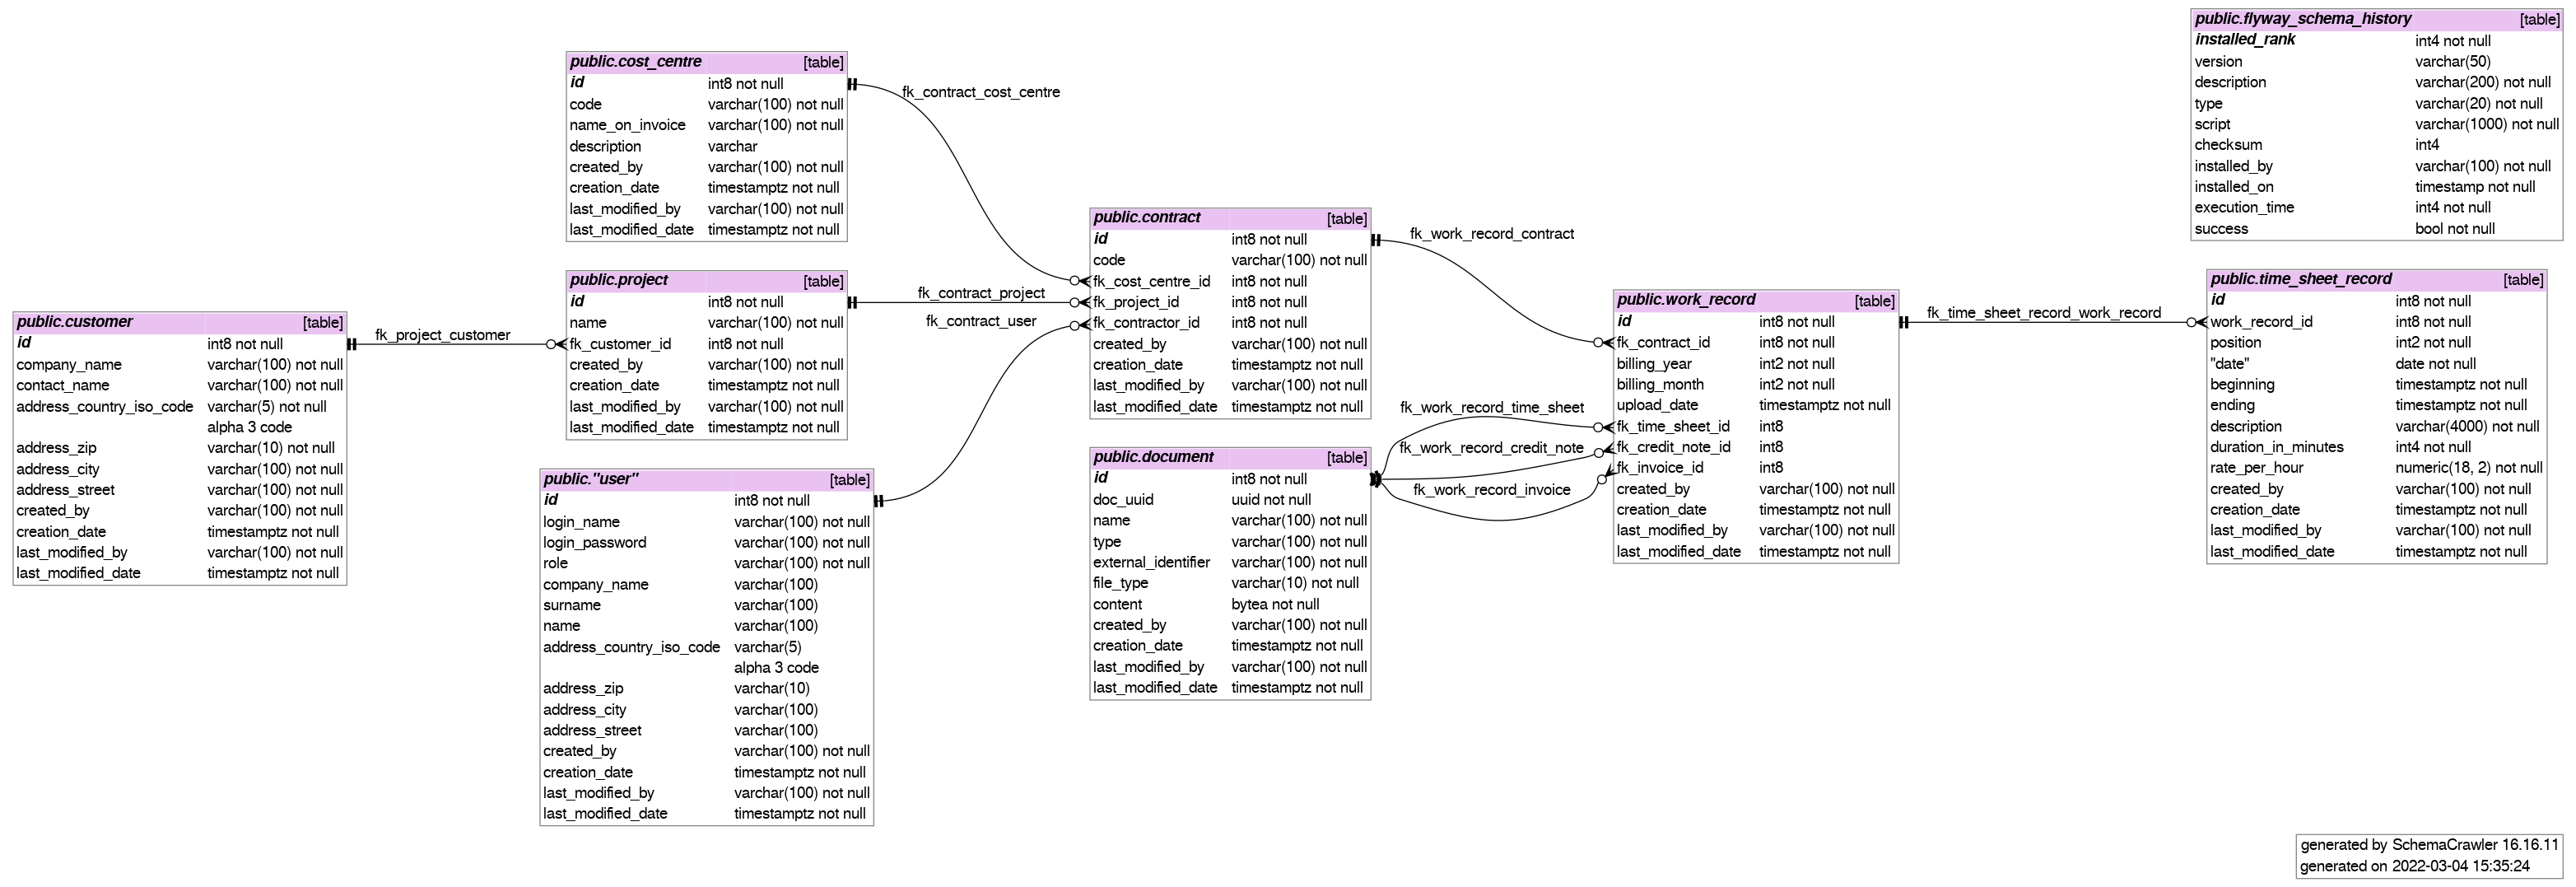 public.flyway_schema_history [table]
installed_rank int4 not null
version varchar(50)
description varchar(200) not null
type varchar(20) not null
script varchar(1000) not null
checksum int4
installed_by varchar(100) not null
installed_on timestamp not null
execution_time int4 not null
success bool not null
public.cost_centre [table]
id int8 not null
code varchar(100) not null
name_on_invoice varchar(100) not null
description varchar
created_by varchar(100) not null
creation_date timestamptz not null
last_modified_by varchar(100) not null
last_modified_date timestamptz not null
fk_contract_cost_centre
public.customer [table]
id int8 not null
company_name varchar(100) not null
contact_name varchar(100) not null
address_country_iso_code varchar(5) not null
alpha 3 code
address_zip varchar(10) not null
address_city varchar(100) not null
address_street varchar(100) not null
created_by varchar(100) not null
creation_date timestamptz not null
last_modified_by varchar(100) not null
last_modified_date timestamptz not null
fk_project_customer
public.project [table]
id int8 not null
name varchar(100) not null
fk_customer_id int8 not null
created_by varchar(100) not null
creation_date timestamptz not null
last_modified_by varchar(100) not null
last_modified_date timestamptz not null
fk_contract_project
fk_contract_user
public."user" [table]
id int8 not null
login_name varchar(100) not null
login_password varchar(100) not null
role varchar(100) not null
company_name varchar(100)
surname varchar(100)
name varchar(100)
address_country_iso_code varchar(5)
alpha 3 code
address_zip varchar(10)
address_city varchar(100)
address_street varchar(100)
created_by varchar(100) not null
creation_date timestamptz not null
last_modified_by varchar(100) not null
last_modified_date timestamptz not null
public.contract [table]
id int8 not null
code varchar(100) not null
fk_cost_centre_id int8 not null
fk_project_id int8 not null
fk_contractor_id int8 not null
created_by varchar(100) not null
creation_date timestamptz not null
last_modified_by varchar(100) not null
last_modified_date timestamptz not null
fk_work_record_contract
public.document [table]
id int8 not null
doc_uuid uuid not null
name varchar(100) not null
type varchar(100) not null
external_identifier varchar(100) not null
file_type varchar(10) not null
content bytea not null
created_by varchar(100) not null
creation_date timestamptz not null
last_modified_by varchar(100) not null
last_modified_date timestamptz not null
fk_work_record_time_sheet
fk_work_record_credit_note
fk_work_record_invoice
public.work_record [table]
id int8 not null
fk_contract_id int8 not null
billing_year int2 not null
billing_month int2 not null
upload_date timestamptz not null
fk_time_sheet_id int8
fk_credit_note_id int8
fk_invoice_id int8
created_by varchar(100) not null
creation_date timestamptz not null
last_modified_by varchar(100) not null
last_modified_date timestamptz not null
fk_time_sheet_record_work_record
public.time_sheet_record [table]
id int8 not null
work_record_id int8 not null
position int2 not null
"date" date not null
beginning timestamptz not null
ending timestamptz not null
description varchar(4000) not null
duration_in_minutes int4 not null
rate_per_hour numeric(18, 2) not null
created_by varchar(100) not null
creation_date timestamptz not null
last_modified_by varchar(100) not null
last_modified_date timestamptz not null
generated by SchemaCrawler 16.16.11
generated on 2022-03-04 15:35:24